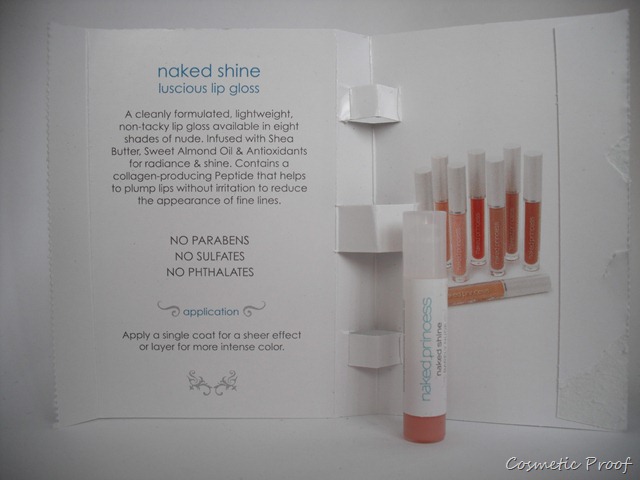 naked shine
luscious lip gloss
A cleanly formulated, lightweight,
non-tacky lip gloss available in eight
shades of nude. Infused with Shea
Butter, Sweet Almond Oil & Antioxidants
for radiance & shine. Contains a
collagen-producing Peptide that helps
to plump lips without irritation to reduce
the appearance of fine lines.
NO PARABENS
NO SULFATES
NO PHTHALATES
application
Apply a single coat for a sheer effect
or layer for more intense color.
naked princess
naked shine
Cosmetic Proof